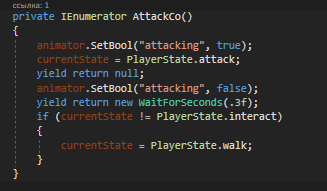 ссылка: 1
private IEnumerator AttackCo()
{
animator.SetBool("attacking", true);
currentState = PlayerState.attack;
yield return null;
animator.SetBool("attacking", false);
yield return new WaitForSeconds(.3f);
if (currentState != PlayerState.interact)
{
currentState = PlayerState.walk;
}
}